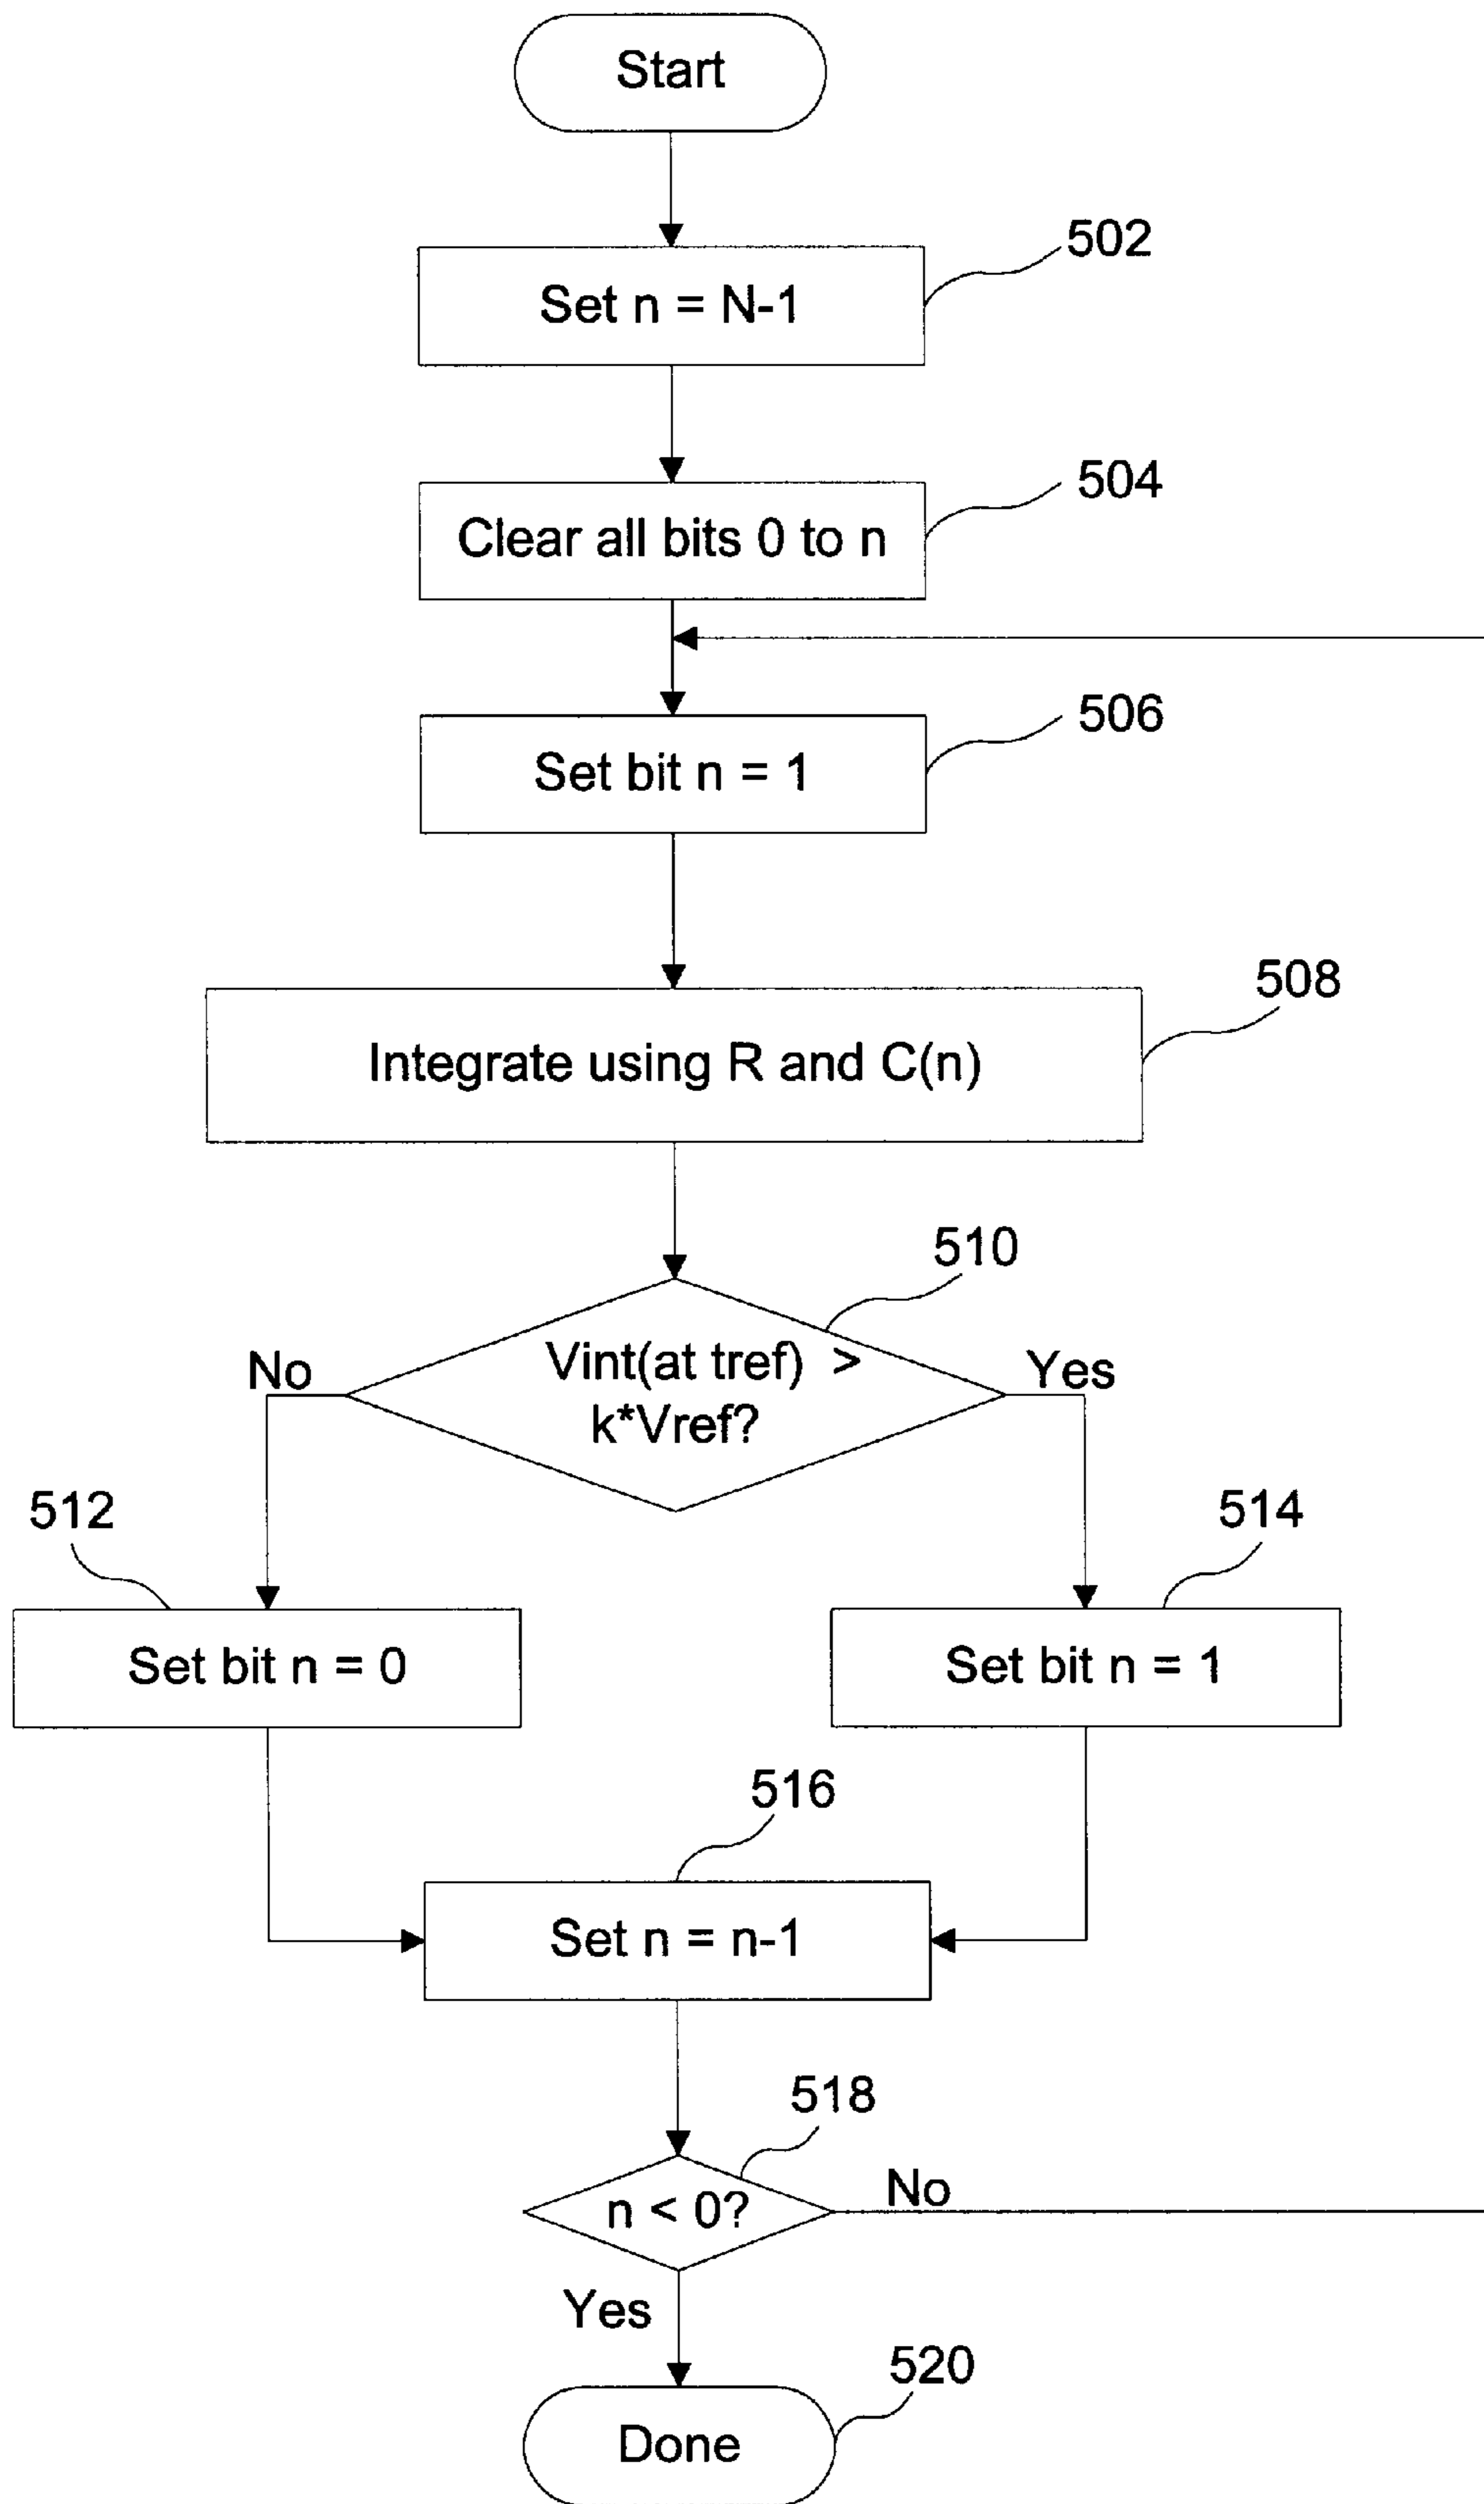 Start
502
Set n = N-1
504
Clear all bits 0 to n
506
Set bit n = 1
508
Integrate using R and C(n)
510
No
Vint(at tref) >
k*Vref?
Yes
512
514
Set bit n = 0
Set bit n = 1
516
Set n = n-1
518
n < 0?
No
Yes
520
Done